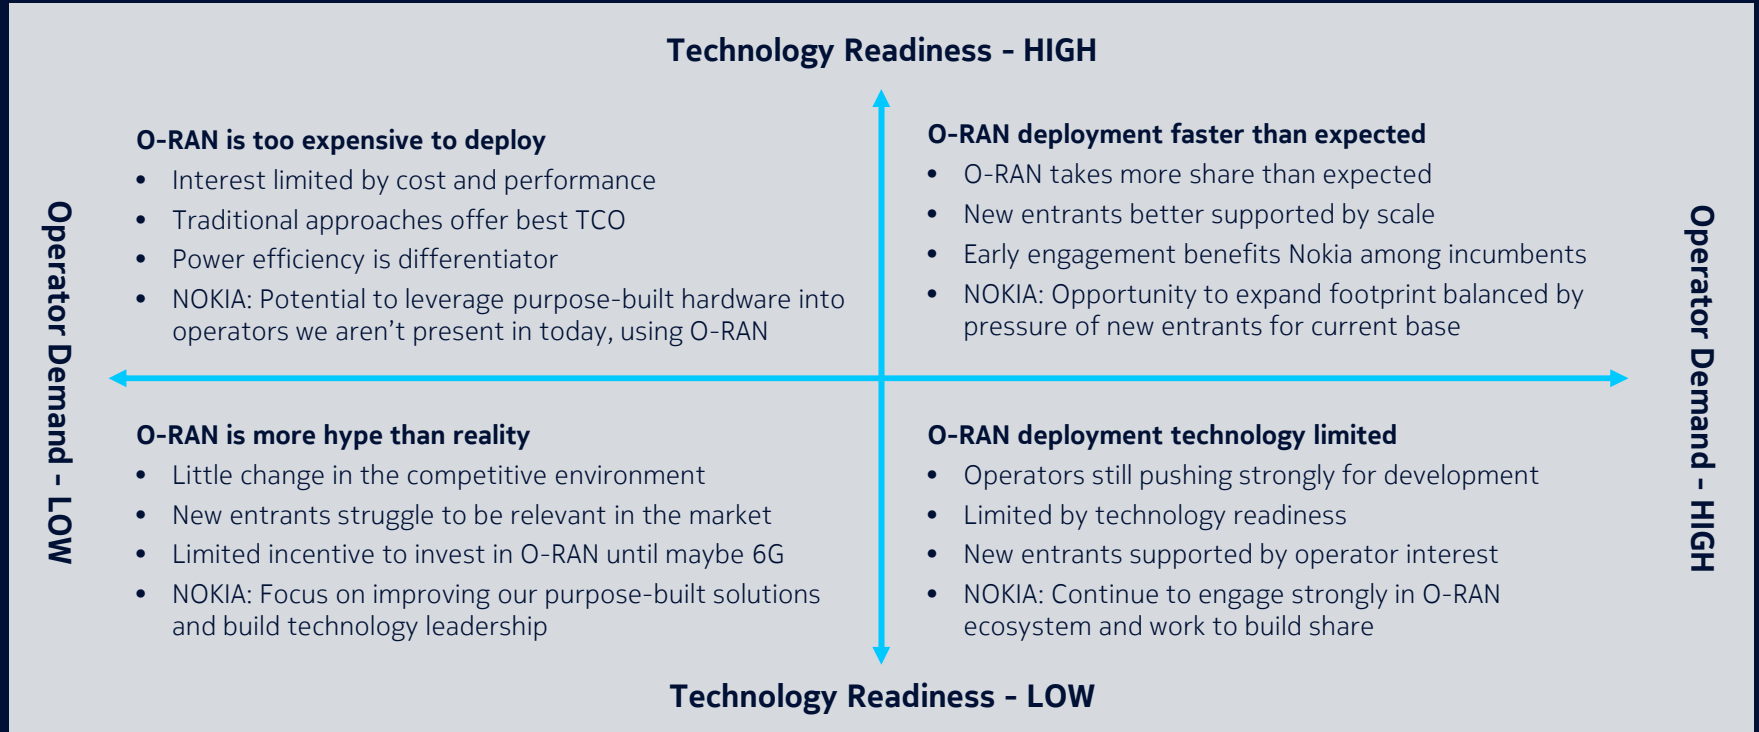 Technology Readiness - HIGH
O-RAN is too expensive to deploy
• Interest limited by cost and performance
• Traditional approaches offer best TCO
• Power efficiency is differentiator
• NOKIA: Potential to leverage purpose-built hardware into
operators we aren't present in today, using O-RAN
O-RAN deployment faster than expected
• O-RAN takes more share than expected
• New entrants better supported by scale
• Early engagement benefits Nokia among incumbents
• NOKIA: Opportunity to expand footprint balanced by
pressure of new entrants for current base
Operator Demand - LOW
Operator Demand - HIGH
O-RAN is more hype than reality
• Little change in the competitive environment
• New entrants struggle to be relevant in the market
• Limited incentive to invest in O-RAN until maybe 6G
• NOKIA: Focus on improving our purpose-built solutions
and build technology leadership
O-RAN deployment technology limited
• Operators still pushing strongly for development
• Limited by technology readiness
• New entrants supported by operator interest
• NOKIA: Continue to engage strongly in O-RAN
ecosystem and work to build share
Technology Readiness - LOW